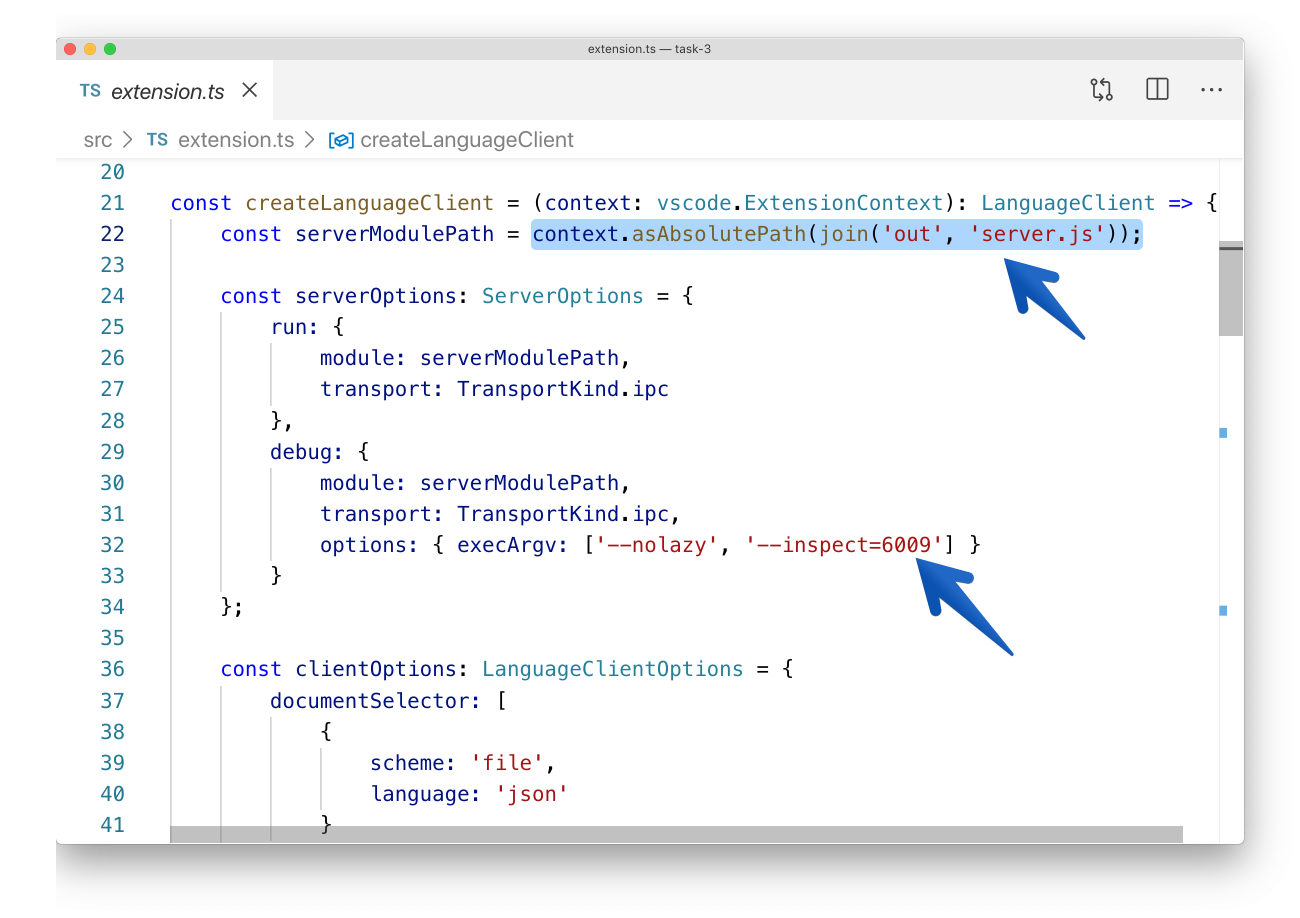 extension.ts — task-3
TS extension.ts
src > TS extension.ts > createLanguageClient
20
21 const createLanguageClient = (context: vscode.ExtensionContext): LanguageClient => {
22     const serverModulePath = context.asAbsolutePath(join('out', 'server.js'));
23
24     const serverOptions: ServerOptions = {
25         run: {
26             module: serverModulePath,
27             transport: TransportKind.ipc
28         },
29         debug: {
30             module: serverModulePath,
31             transport: TransportKind.ipc,
32             options: { execArgv: ['--nolazy', '--inspect=6009'] }
33         }
34     };
35
36     const clientOptions: LanguageClientOptions = {
37         documentSelector: [
38             {
39                 scheme: 'file',
40                 language: 'json'
41             }